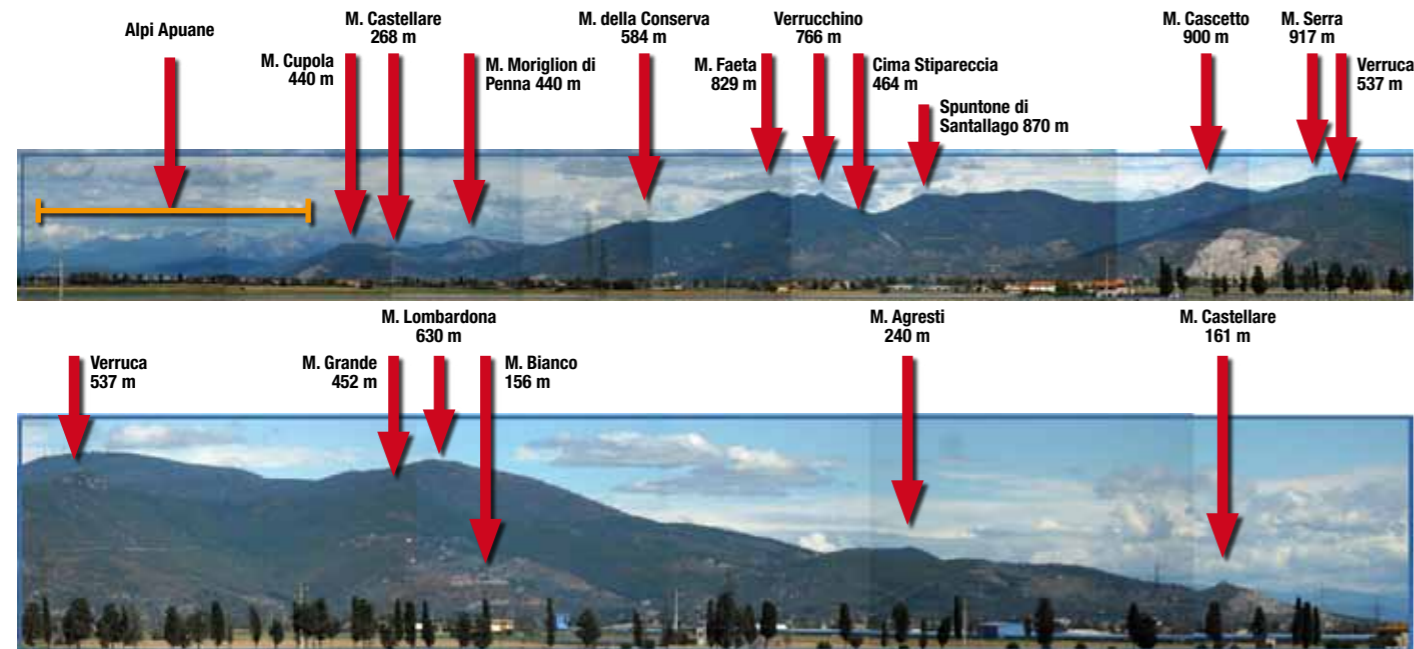 Alpi Apuane
M. Cupola
440 m
M. Castellare
268 m
M. Moriglion di
Penna 440 m
M. della Conserva
584 m
M. Faeta
829 m
Verrucchino
766 m
Cima Stipareccia
464 m
Spuntone di
Santallago 870 m
M. Cascetto
900 m
M. Serra
917 m
Verruca
537 m
Verruca
537 m
M. Grande
452 m
M. Lombardona
630 m
M. Bianco
156 m
M. Agresti
240 m
M. Castellare
161 m